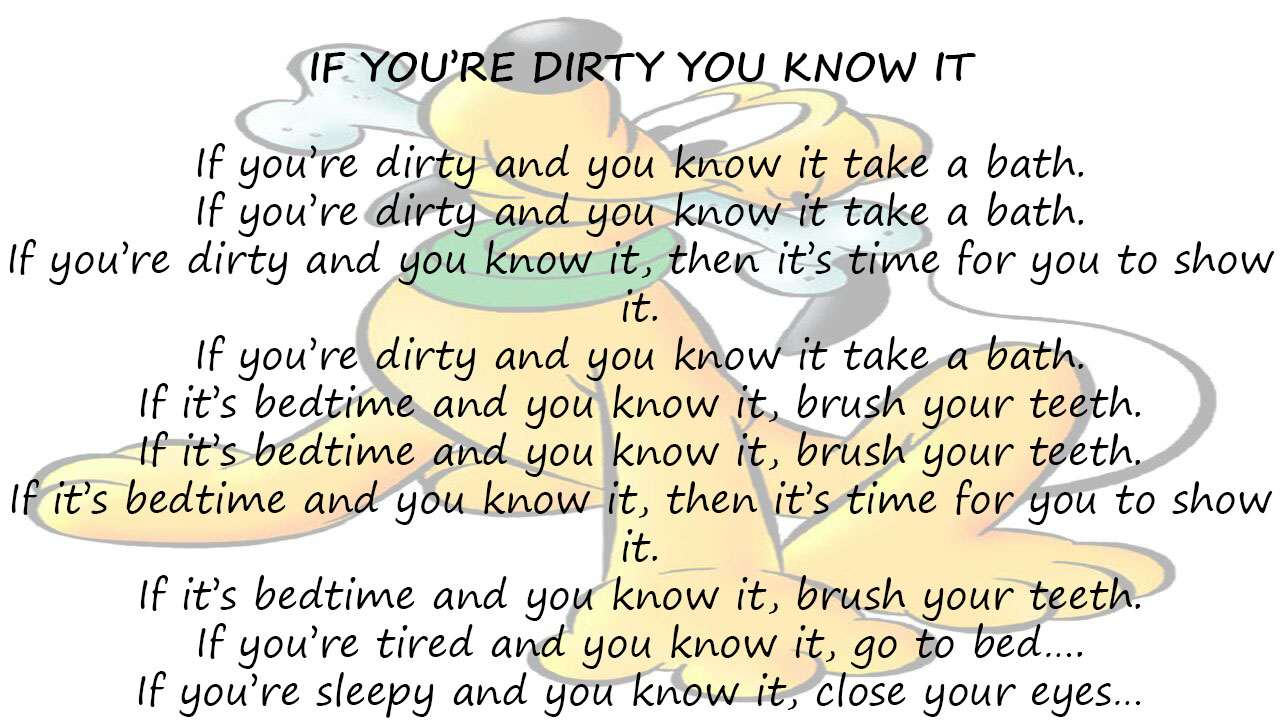 IF YOU’RE DIRTY YOU KNOW IT
If you’re dirty and you know it take a bath.
If you’re dirty and you know it take a bath.
If you’re dirty and you know it, then it’s time for you to show
it.
If you’re dirty and you know it take a bath.
If it’s bedtime and you know it, brush your teeth.
If it’s bedtime and you know it, brush your teeth.
If it’s bedtime and you know it, then it’s time for you to show
it.
If it’s bedtime and you know it, brush your teeth.
If you’re tired and you know it, go to bed....
If you’re sleepy and you know it, close your eyes...